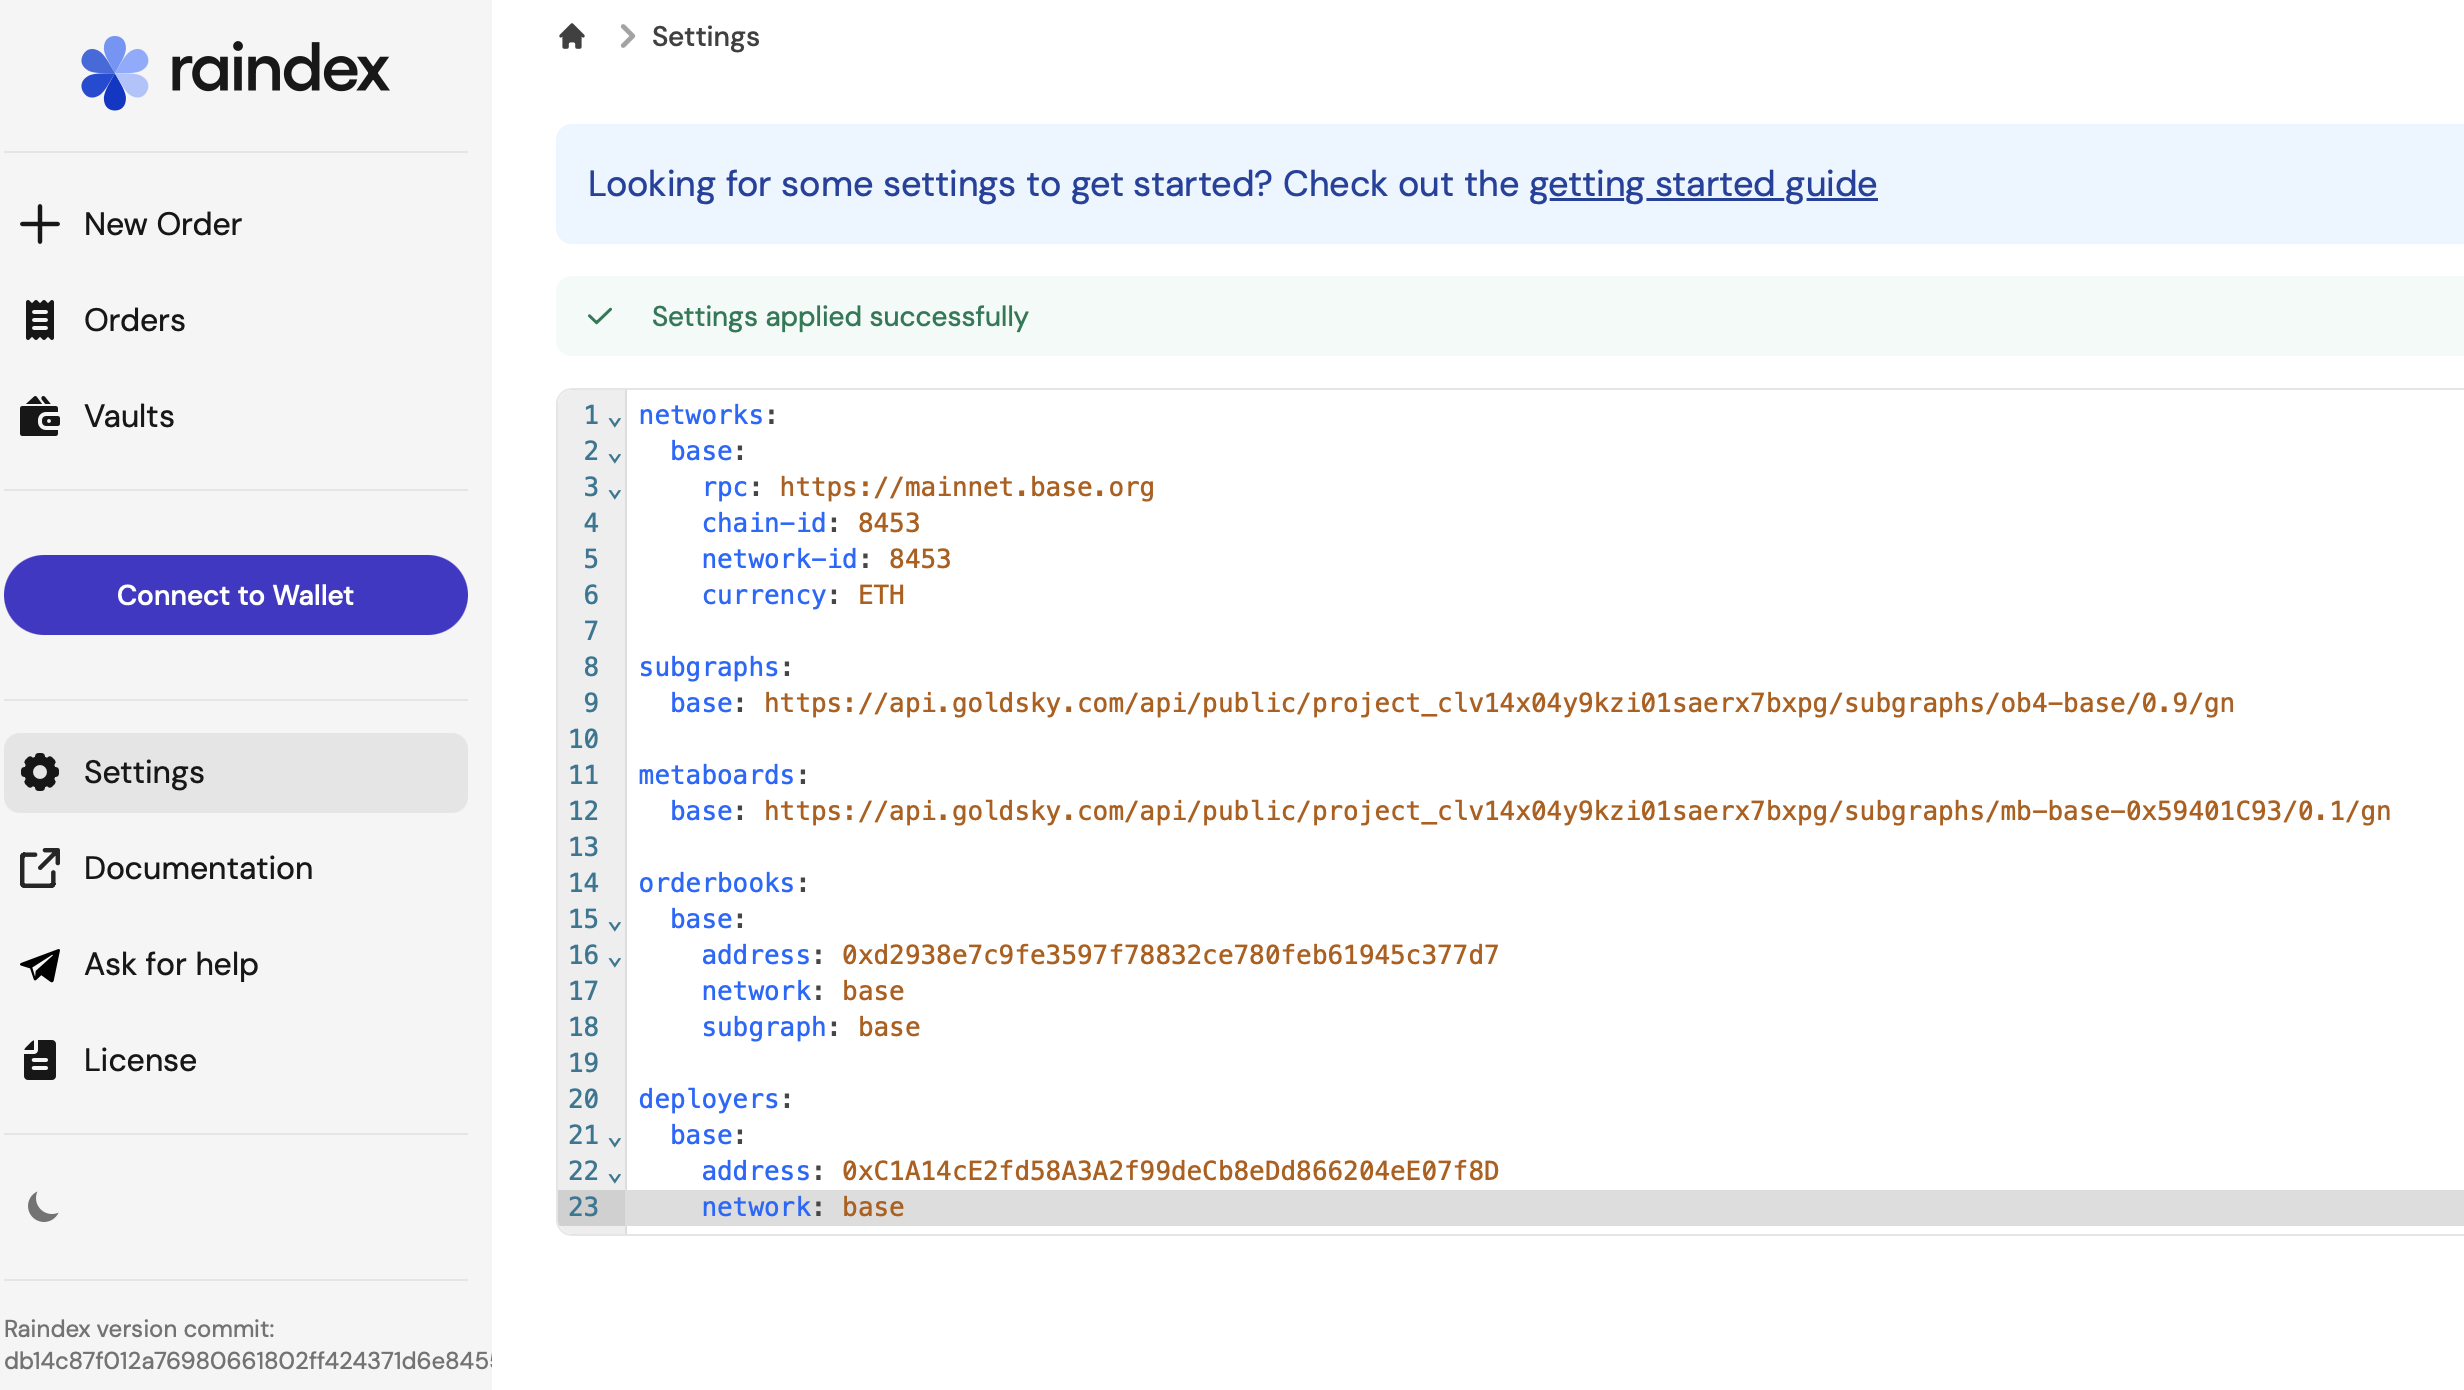 raindex
New Order
Orders
Vaults
Connect to Wallet
Settings
Documentation
Ask for help
License
Raindex version commit:
db14c87f012a76980661802ff424371d6e845
Settings
Looking for some settings to get started? Check out the getting started guide
Settings applied successfully
1 networks:
2   base:
3     rpc: https://mainnet.base.org
4     chain-id: 8453
5     network-id: 8453
6     currency: ETH
7
8 subgraphs:
9   base: https://api.goldsky.com/api/public/project_clv14x04y9kzi01saerx7bxpg/subgraphs/ob4-base/0.9/gn
10
11 metaboards:
12   base: https://api.goldsky.com/api/public/project_clv14x04y9kzi01saerx7bxpg/subgraphs/mb-base-0x59401C93/0.1/gn
13
14 orderbooks:
15   base:
16     address: 0xd2938e7c9fe3597f78832ce780feb61945c377d7
17     network: base
18     subgraph: base
19
20 deployers:
21   base:
22     address: 0xC1A14cE2fd58A3A2f99deCb8eDd866204eE07f8D
23     network: base